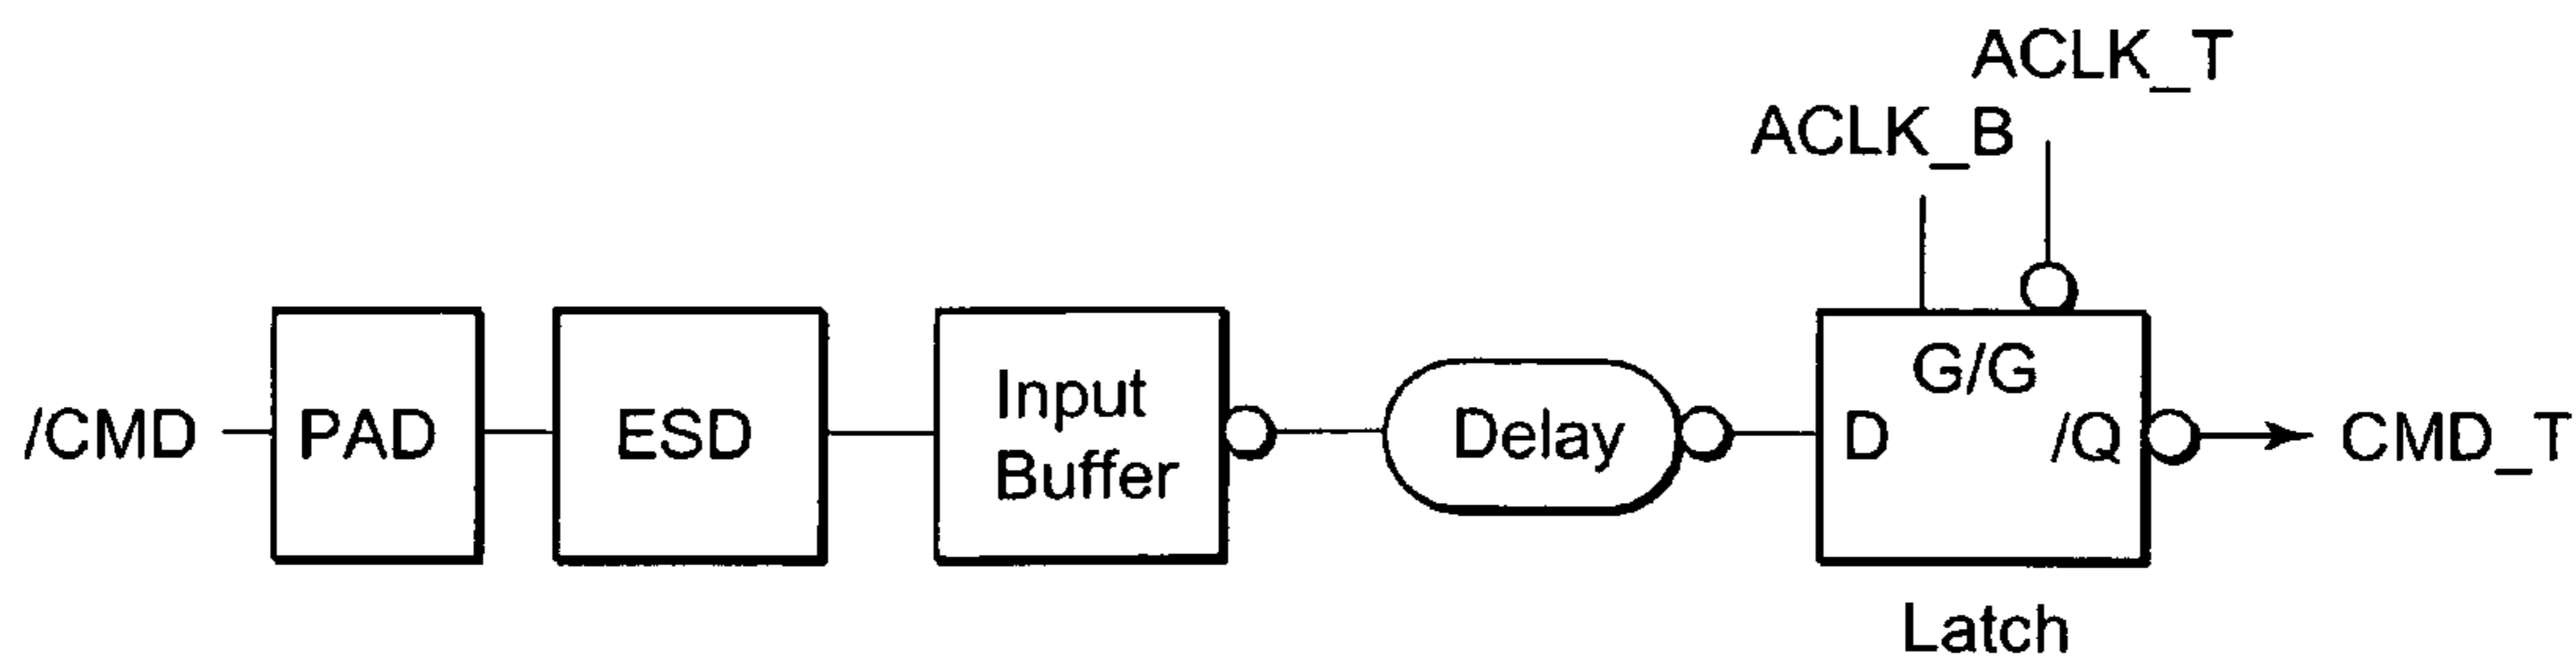 ACLK_T
ACLK_B
/CMD
PAD
ESD
Input
Buffer
Delay
G/G
D
/Q
CMD_T
Latch